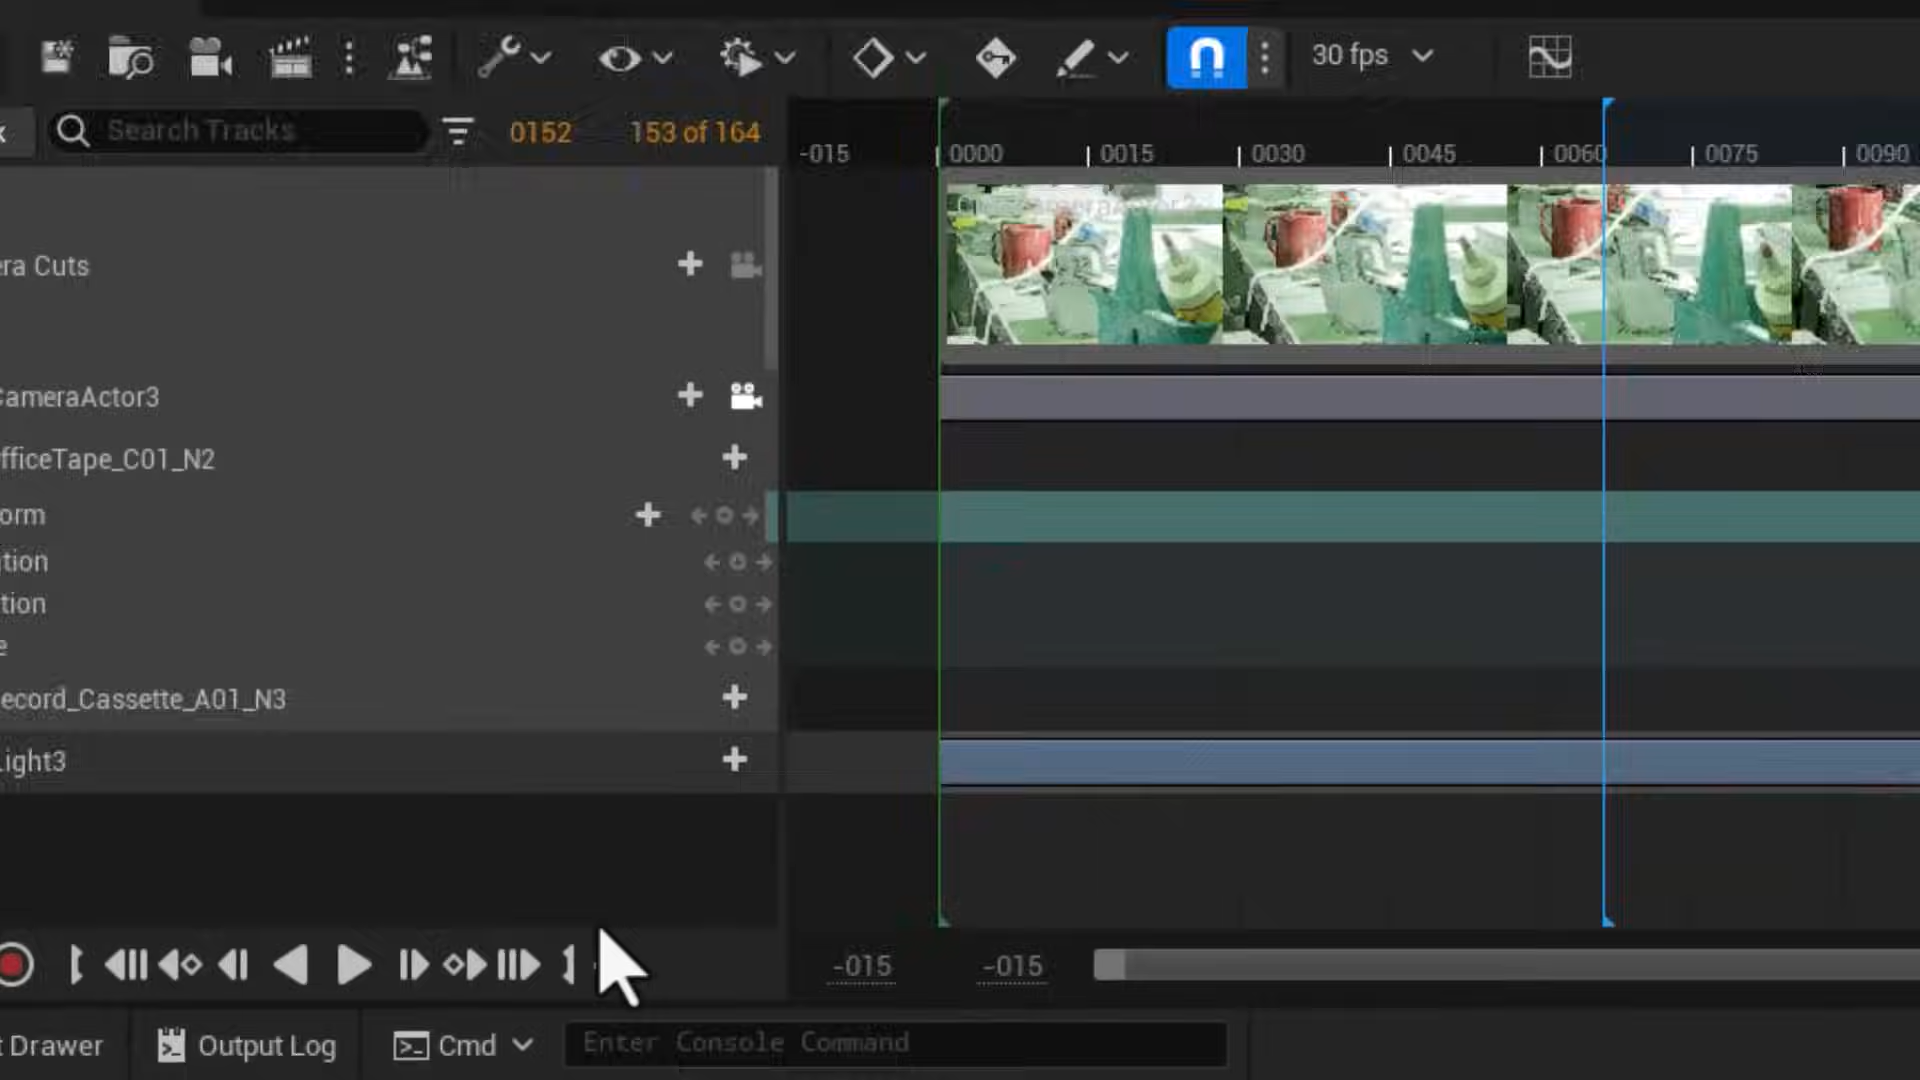 30 fps
Search Tracks
0152
153 of 164
-015
0000
0015
0030
0045
0060
0075
0090
era Cuts
CameraActor3
fficeTape_C01_N2
orm
tion
tion
e
ecord_Cassette_A01_N3
Light3
-015
-015
t Drawer
Output Log
Cmd
Enter Console Command